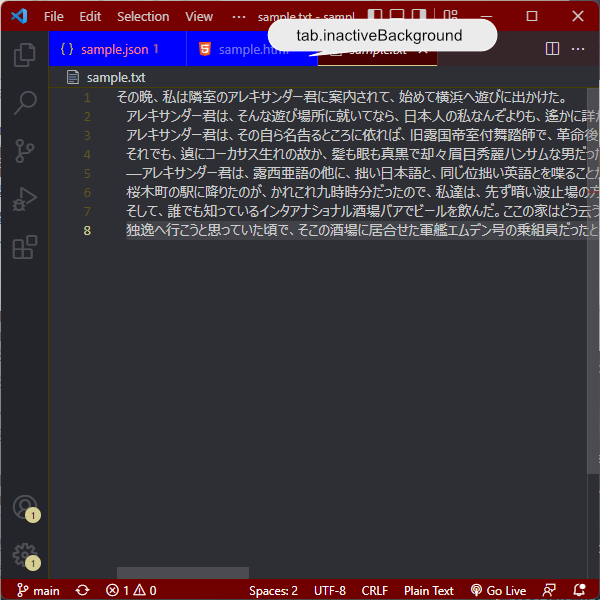 File Edit Selection View ··· sample.txt - sampl
tab.inactiveBackground
{ } sample.json 1 sample.html sample.txt
sample.txt
1 その晩、私は隣室のアレキサンダー君に案内されて、始めて横浜へ遊びに出かけた。
2 アレキサンダー君は、そんな遊び場所に就いてなら、日本人の私なんぞよりも、遙かに詳
3 アレキサンダー君は、その自ら名告るところに依れば、旧露国帝室付舞踏師で、革命後
4 それでも、遉にコーカサス生れの故か、髪も眼も真黒で却々眉目秀麗ハンサムな男だっ
5 ―アレキサンダー君は、露西亜語の他に、拙い日本語と、同じ位拙い英語とを喋ることが
6 桜木町の駅に降りたのが、かれこれ九時時分だったので、私達は、先ず暗い波止場の方
7 そして、誰でも知っているインタアナショナル酒場バアでビールを飲んだ。ここの家はどう云う
8 独逸へ行こうと思っていた頃で、そこの酒場に居合せた軍艦エムデン号の乗組員だったと
1
1
main 1 0 Spaces: 2 UTF-8 CRLF Plain Text Go Live